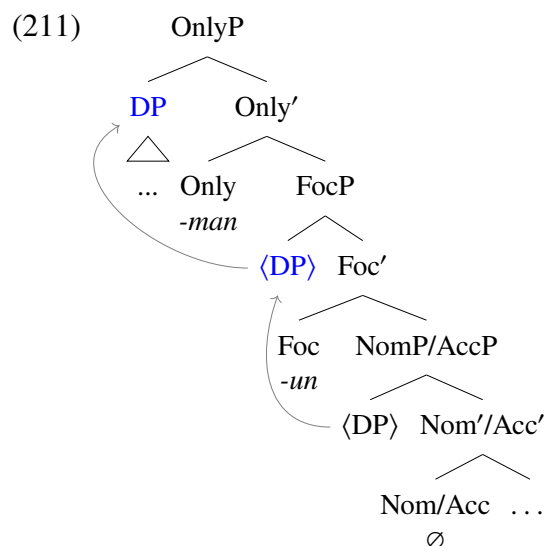 (211) OnlyP
DP Only′
... Only FocP
-man
⟨DP⟩ Foc′
Foc NomP/AccP
-un
⟨DP⟩ Nom′/Acc′
Nom/Acc ...
∅